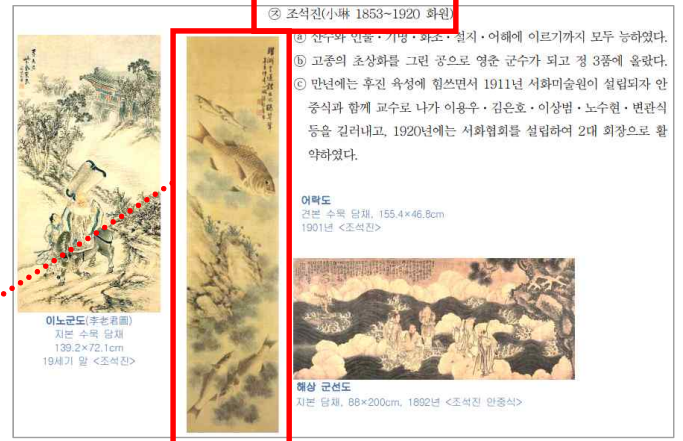 ㉨ 조석진(小琳 1853~1920 화원)
ⓐ 산수와 인물·기명·화초·절지·어해에 이르기까지 모두 능하였다.
ⓑ 고종의 초상화를 그린 공으로 영춘 군수가 되고 정 3품에 올랐다.
ⓒ 만년에는 후진 육성에 힘쓰면서 1911년 서화미술원이 설립되자 안
중식과 함께 교수로 나가 이용우·김은호·이상범·노수현·변관식
등을 길러내고, 1920년에는 서화협회를 설립하여 2대 회장으로 활
약하였다.
어락도
견본 수묵 담채, 155.4×46.8cm
1901년 <조석진>
이노군도(李老君圖)
지본 수묵 담채
139.2×72.1cm
19세기 말 <조석진>
해상 군선도
지본 담채, 88×200cm, 1892년 <조석진 안중식>